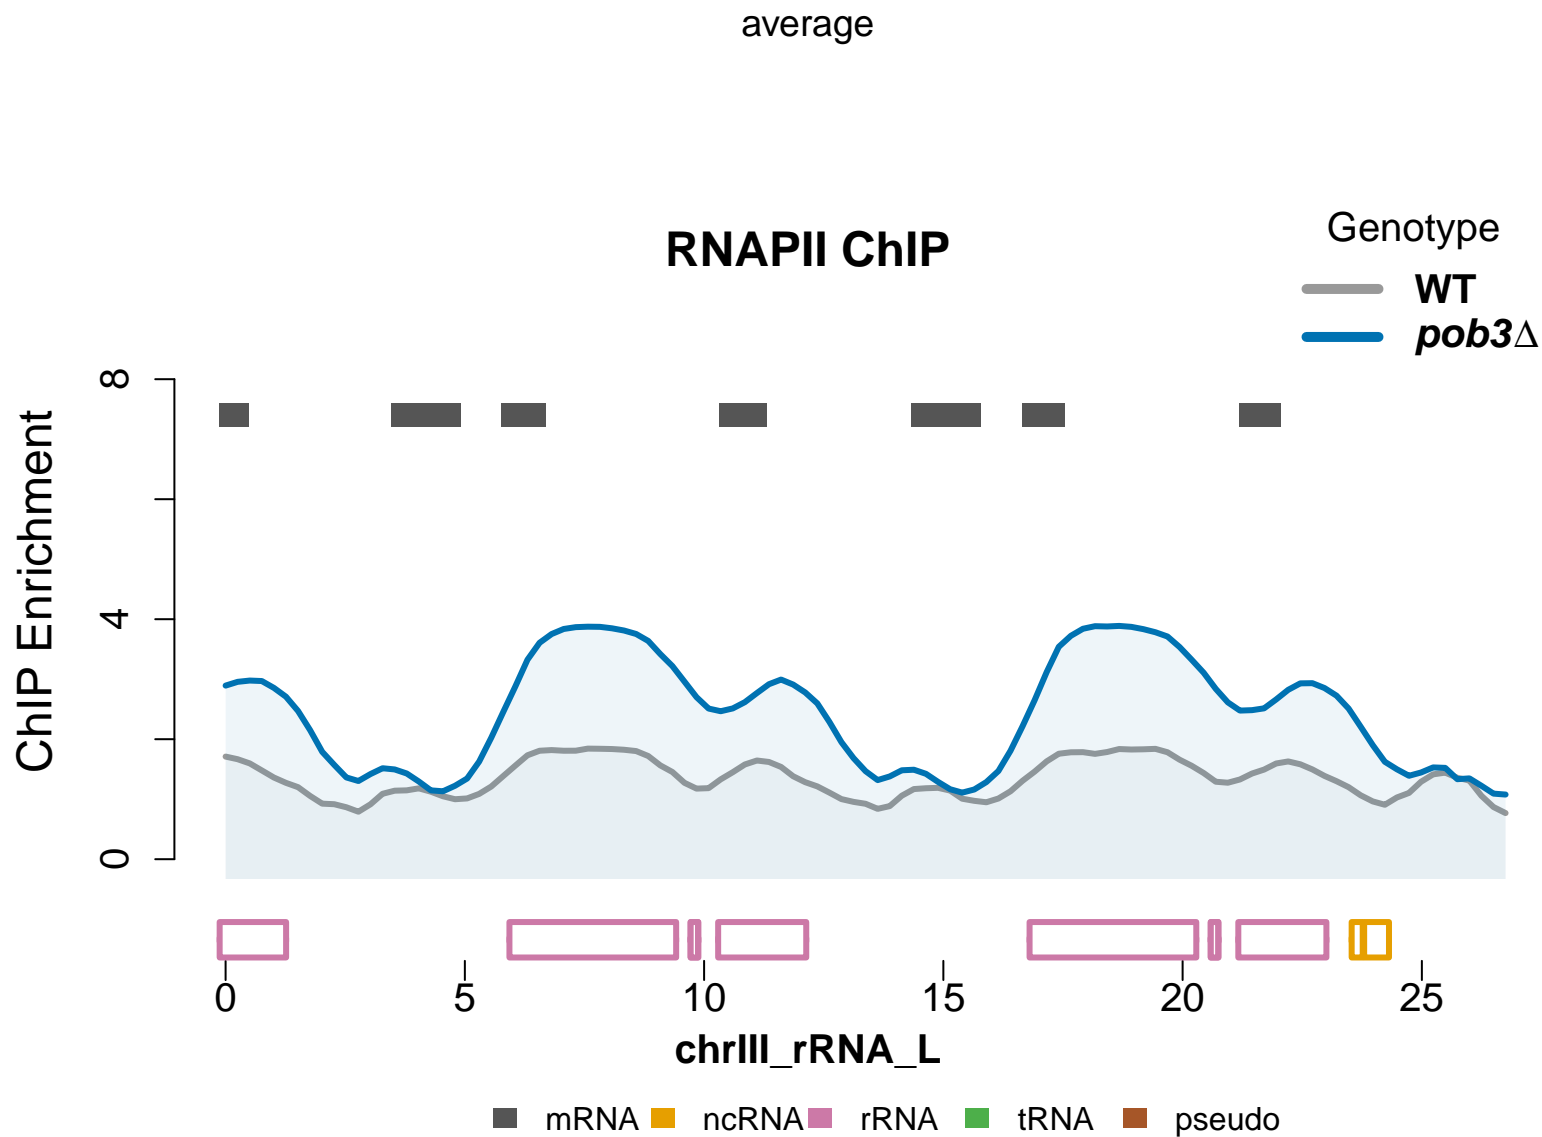 average
RNAPII ChIP
Genotype
WT
pob3Δ
ChIP Enrichment
8
4
0
0 5 10 15 20 25
chrIII_rRNA_L
mRNA ncRNA rRNA tRNA pseudo